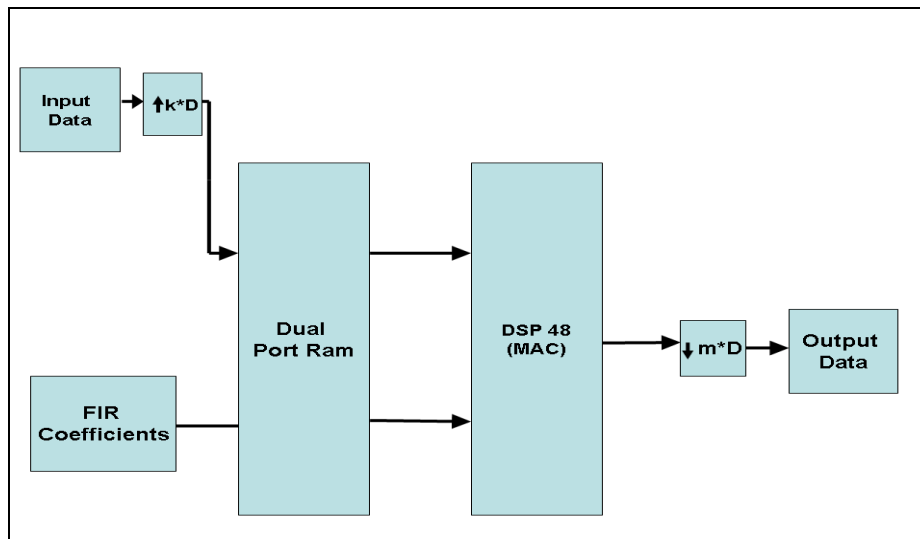 Input
Data
↑k*D
Dual
Port Ram
DSP 48
(MAC)
↓ m*D
Output
Data
FIR
Coefficients